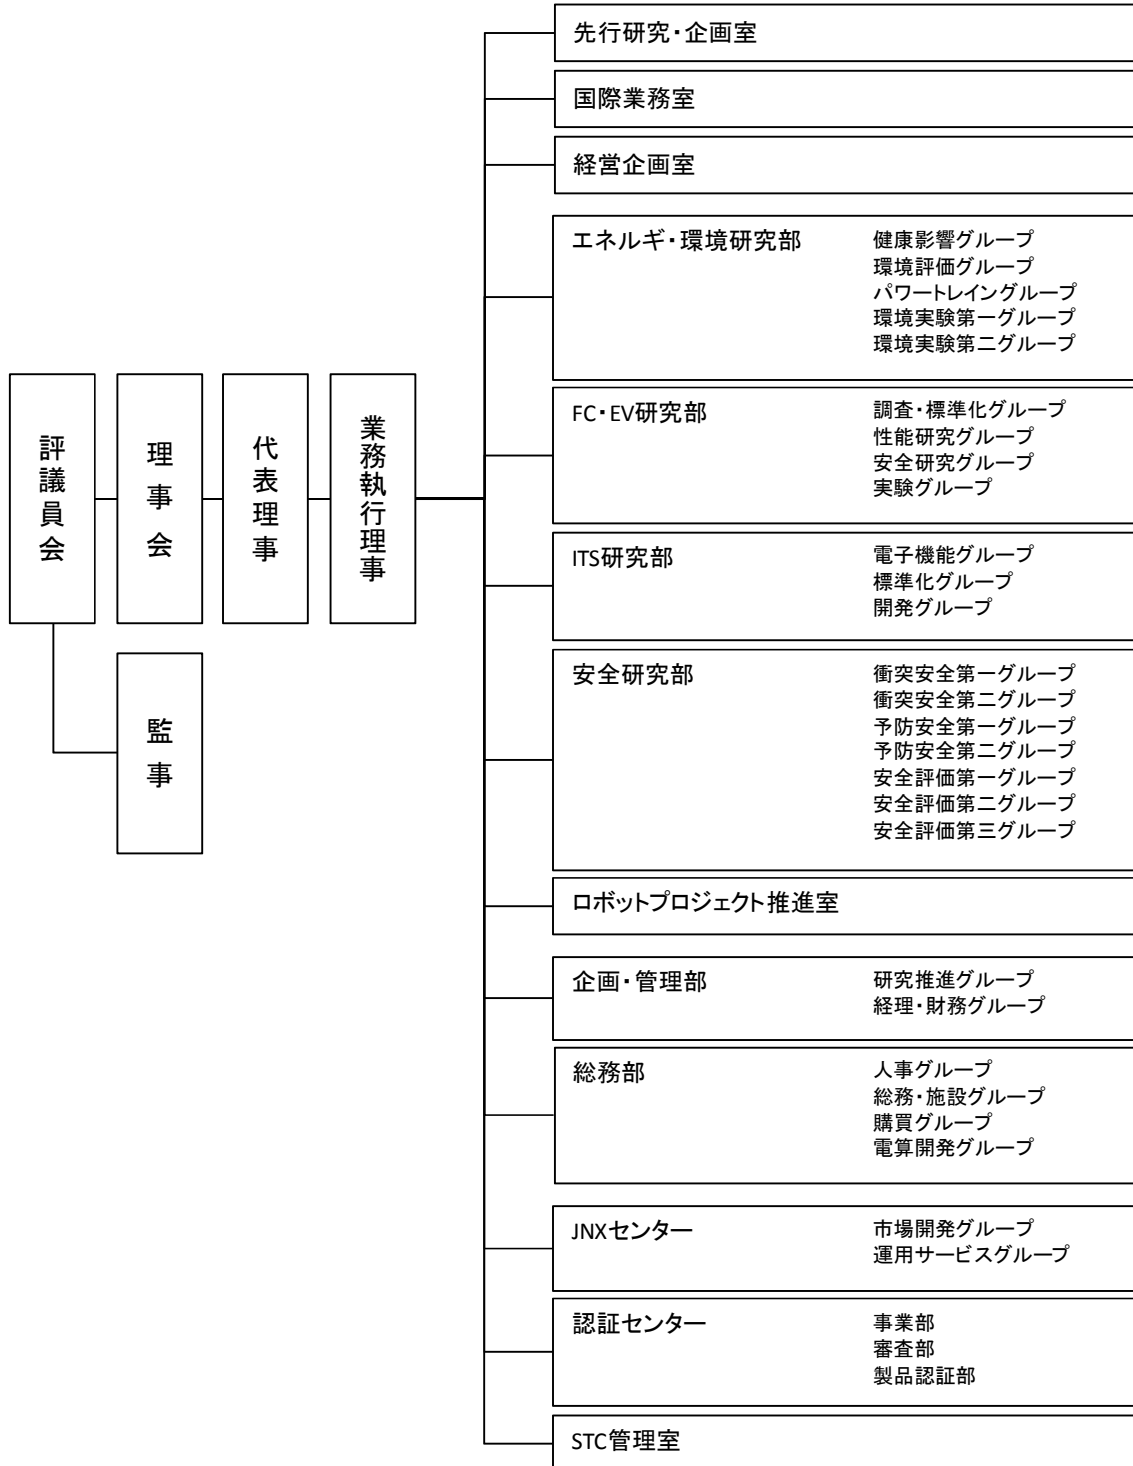 評議員会
理事会
代表理事
業務執行理事
監事
先行研究・企画室
国際業務室
経営企画室
エネルギ・環境研究部
健康影響グループ
環境評価グループ
パワートレイングループ
環境実験第一グループ
環境実験第二グループ
FC・EV研究部
調査・標準化グループ
性能研究グループ
安全研究グループ
実験グループ
ITS研究部
電子機能グループ
標準化グループ
開発グループ
安全研究部
衝突安全第一グループ
衝突安全第二グループ
予防安全第一グループ
予防安全第二グループ
安全評価第一グループ
安全評価第二グループ
安全評価第三グループ
ロボットプロジェクト推進室
企画・管理部
研究推進グループ
経理・財務グループ
総務部
人事グループ
総務・施設グループ
購買グループ
電算開発グループ
JNXセンター
市場開発グループ
運用サービスグループ
認証センター
事業部
審査部
製品認証部
STC管理室